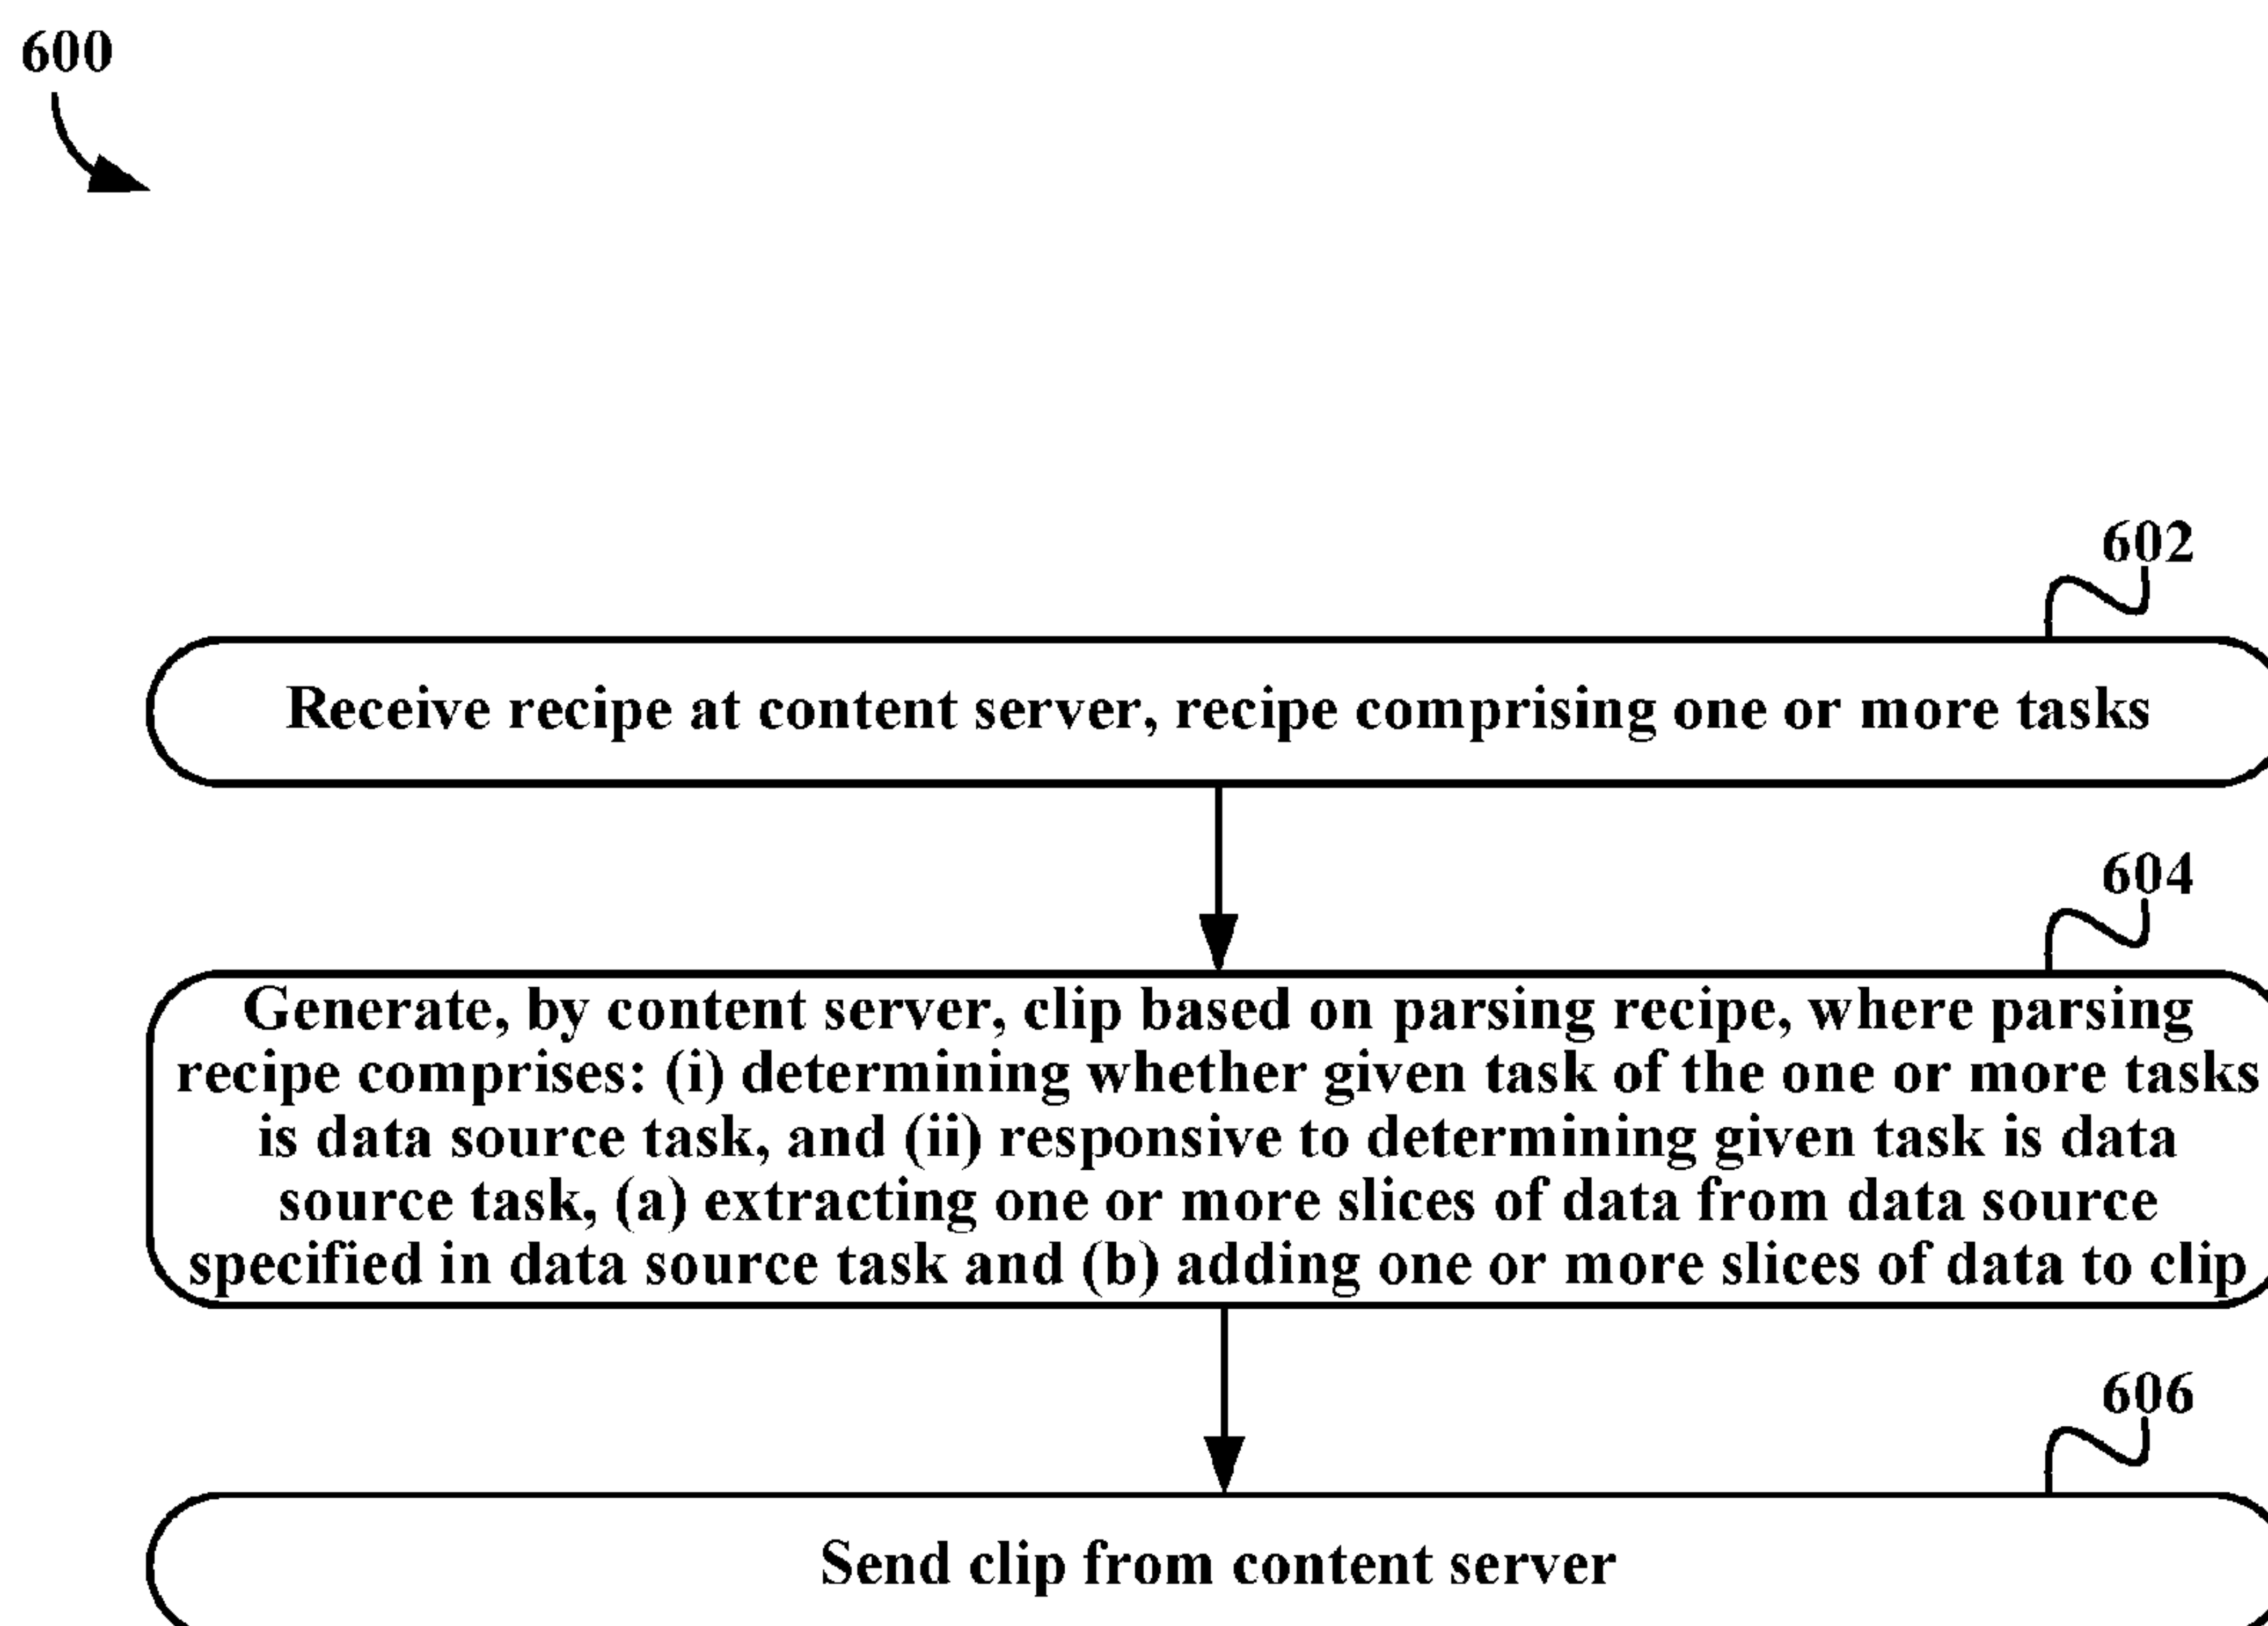 600
602
Receive recipe at content server, recipe comprising one or more tasks
604
Generate, by content server, clip based on parsing recipe, where parsing
recipe comprises: (i) determining whether given task of the one or more tasks
is data source task, and (ii) responsive to determining given task is data
source task, (a) extracting one or more slices of data from data source
specified in data source task and (b) adding one or more slices of data to clip
606
Send clip from content server